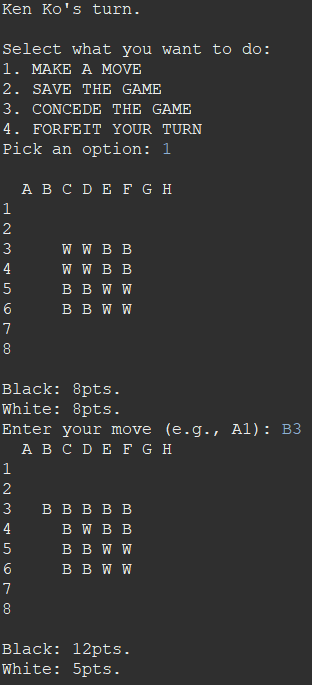 Ken Ko's turn.
Select what you want to do:
1. MAKE A MOVE
2. SAVE THE GAME
3. CONCEDE THE GAME
4. FORFEIT YOUR TURN
Pick an option: 1
  A B C D E F G H
1
2
3     W W B B
4     W W B B
5     B B W W
6     B B W W
7
8
Black: 8pts.
White: 8pts.
Enter your move (e.g., A1): B3
  A B C D E F G H
1
2
3   B B B B B
4     B W B B
5     B B W W
6     B B W W
7
8
Black: 12pts.
White: 5pts.